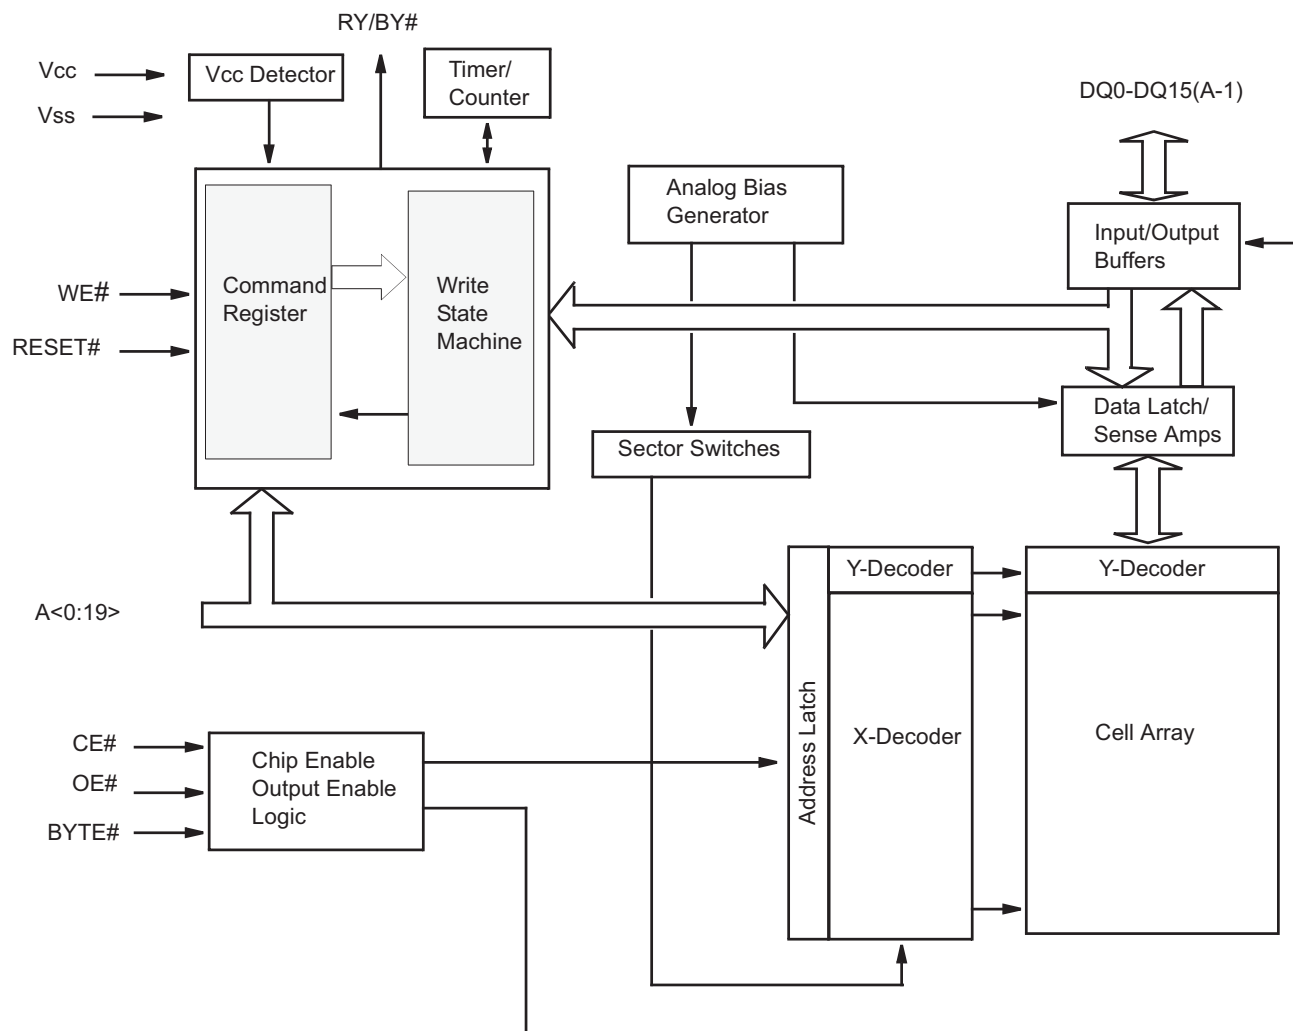 RY/BY#
Vcc
Vcc Detector
Timer/
Counter
Vss
DQ0-DQ15(A-1)
Analog Bias
Generator
Input/Output
Buffers
WE#
Command
Register
Write
State
Machine
RESET#
Data Latch/
Sense Amps
Sector Switches
Y-Decoder
Y-Decoder
A<0:19>
Address Latch
X-Decoder
Cell Array
CE#
OE#
BYTE#
Chip Enable
Output Enable
Logic